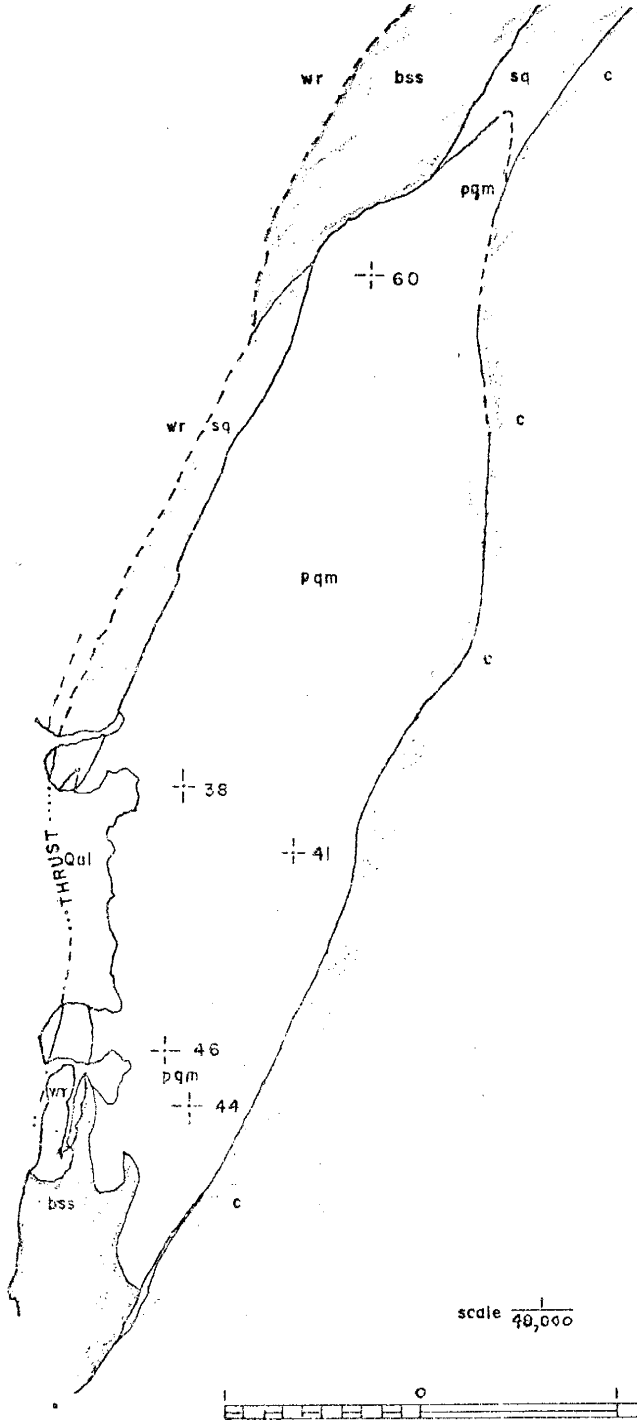 wr bss sq c
pqm
60
wr sq c
pqm
c
38
THRUST Qal 41
46
pqm
wr 44
bss c
scale 1/48,000
1 0 1